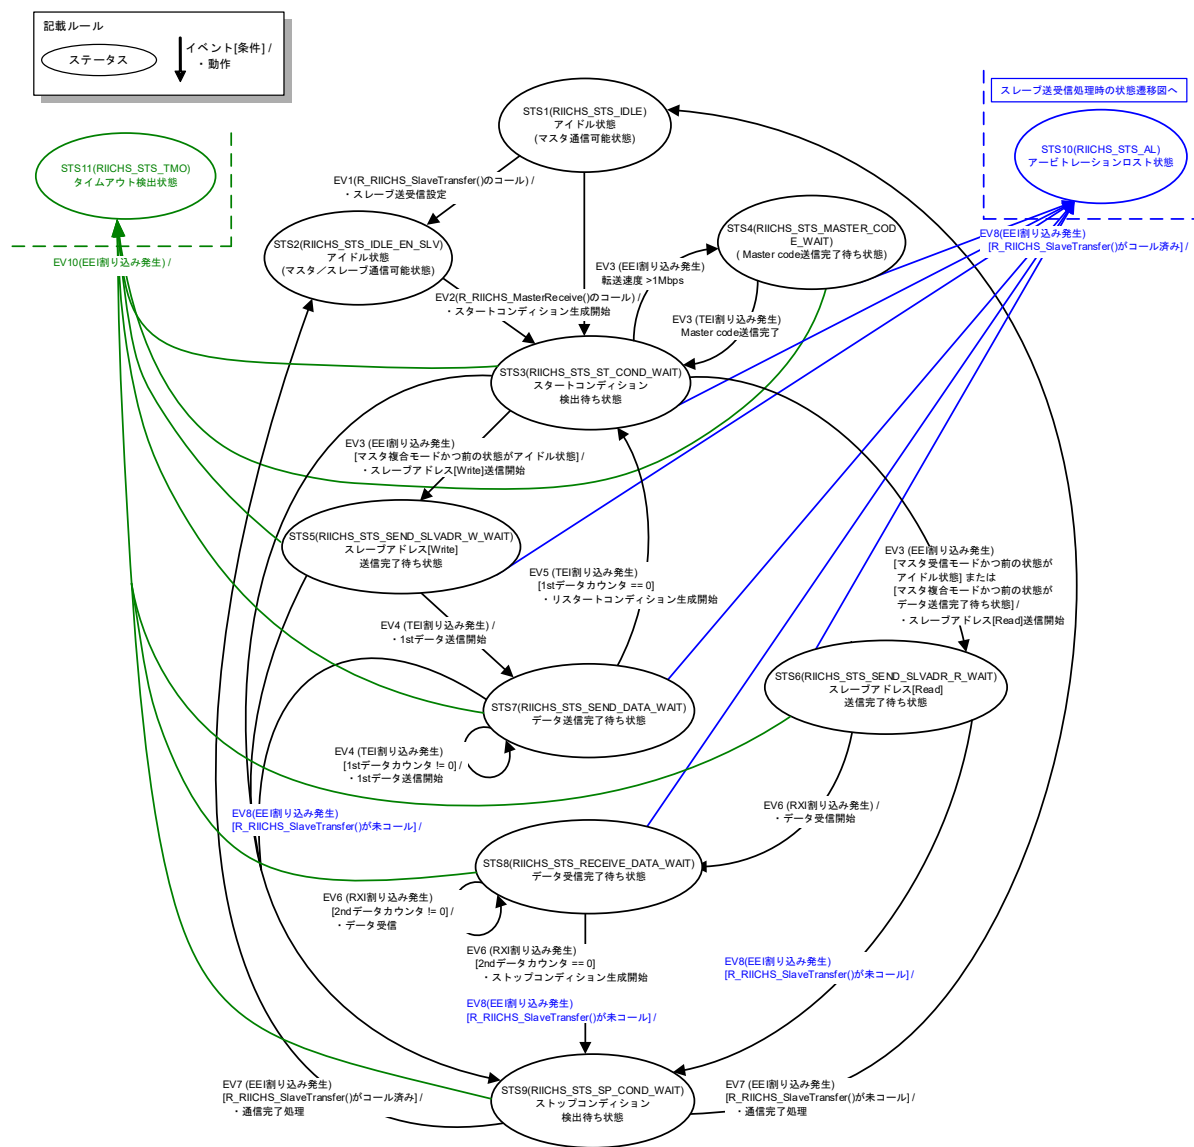 記載ルール
ステータス
イベント[条件] /
・動作
STS1(RIICHS_STS_IDLE)
アイドル状態
(マスタ通信可能状態)
スレーブ送受信処理時の状態遷移図へ
STS10(RIICHS_STS_AL)
アービトレーションロスト状態
STS11(RIICHS_STS_TMO)
タイムアウト検出状態
EV1(R_RIICHS_SlaveTransfer()のコール) /
・スレーブ送受信設定
STS2(RIICHS_STS_IDLE_EN_SLV)
アイドル状態
(マスタ／スレーブ通信可能状態)
STS4(RIICHS_STS_MASTER_COD
E_WAIT)
( Master code送信完了待ち状態)
EV8(EEI割り込み発生)
[R_RIICHS_SlaveTransfer()がコール済み] /
EV10(EEI割り込み発生) /
EV3 (EEI割り込み発生)
転送速度 >1Mbps
EV2(R_RIICHS_MasterReceive()のコール) /
・スタートコンディション生成開始
EV3 (TEI割り込み発生)
Master code送信完了
STS3(RIICHS_STS_ST_COND_WAIT)
スタートコンディション
検出待ち状態
EV3 (EEI割り込み発生)
[マスタ複合モードかつ前の状態がアイドル状態] /
・スレーブアドレス[Write]送信開始
STS5(RIICHS_STS_SEND_SLVADR_W_WAIT)
スレーブアドレス[Write]
送信完了待ち状態
EV3 (EEI割り込み発生)
[マスタ受信モードかつ前の状態が
アイドル状態] または
[マスタ複合モードかつ前の状態が
データ送信完了待ち状態] /
・スレーブアドレス[Read]送信開始
EV5 (TEI割り込み発生)
[1stデータカウンタ == 0]
・リスタートコンディション生成開始
EV4 (TEI割り込み発生) /
・1stデータ送信開始
STS6(RIICHS_STS_SEND_SLVADR_R_WAIT)
スレーブアドレス[Read]
送信完了待ち状態
STS7(RIICHS_STS_SEND_DATA_WAIT)
データ送信完了待ち状態
EV4 (TEI割り込み発生)
[1stデータカウンタ != 0] /
・1stデータ送信開始
EV8(EEI割り込み発生)
[R_RIICHS_SlaveTransfer()が未コール] /
EV6 (RXI割り込み発生) /
・データ受信開始
STS8(RIICHS_STS_RECEIVE_DATA_WAIT)
データ受信完了待ち状態
EV6 (RXI割り込み発生)
[2ndデータカウンタ != 0] /
・データ受信
EV6 (RXI割り込み発生)
[2ndデータカウンタ == 0]
・ストップコンディション生成開始
EV8(EEI割り込み発生)
[R_RIICHS_SlaveTransfer()が未コール] /
EV8(EEI割り込み発生)
[R_RIICHS_SlaveTransfer()が未コール] /
STS9(RIICHS_STS_SP_COND_WAIT)
ストップコンディション
検出待ち状態
EV7 (EEI割り込み発生)
[R_RIICHS_SlaveTransfer()がコール済み] /
・通信完了処理
EV7 (EEI割り込み発生)
[R_RIICHS_SlaveTransfer()が未コール] /
・通信完了処理